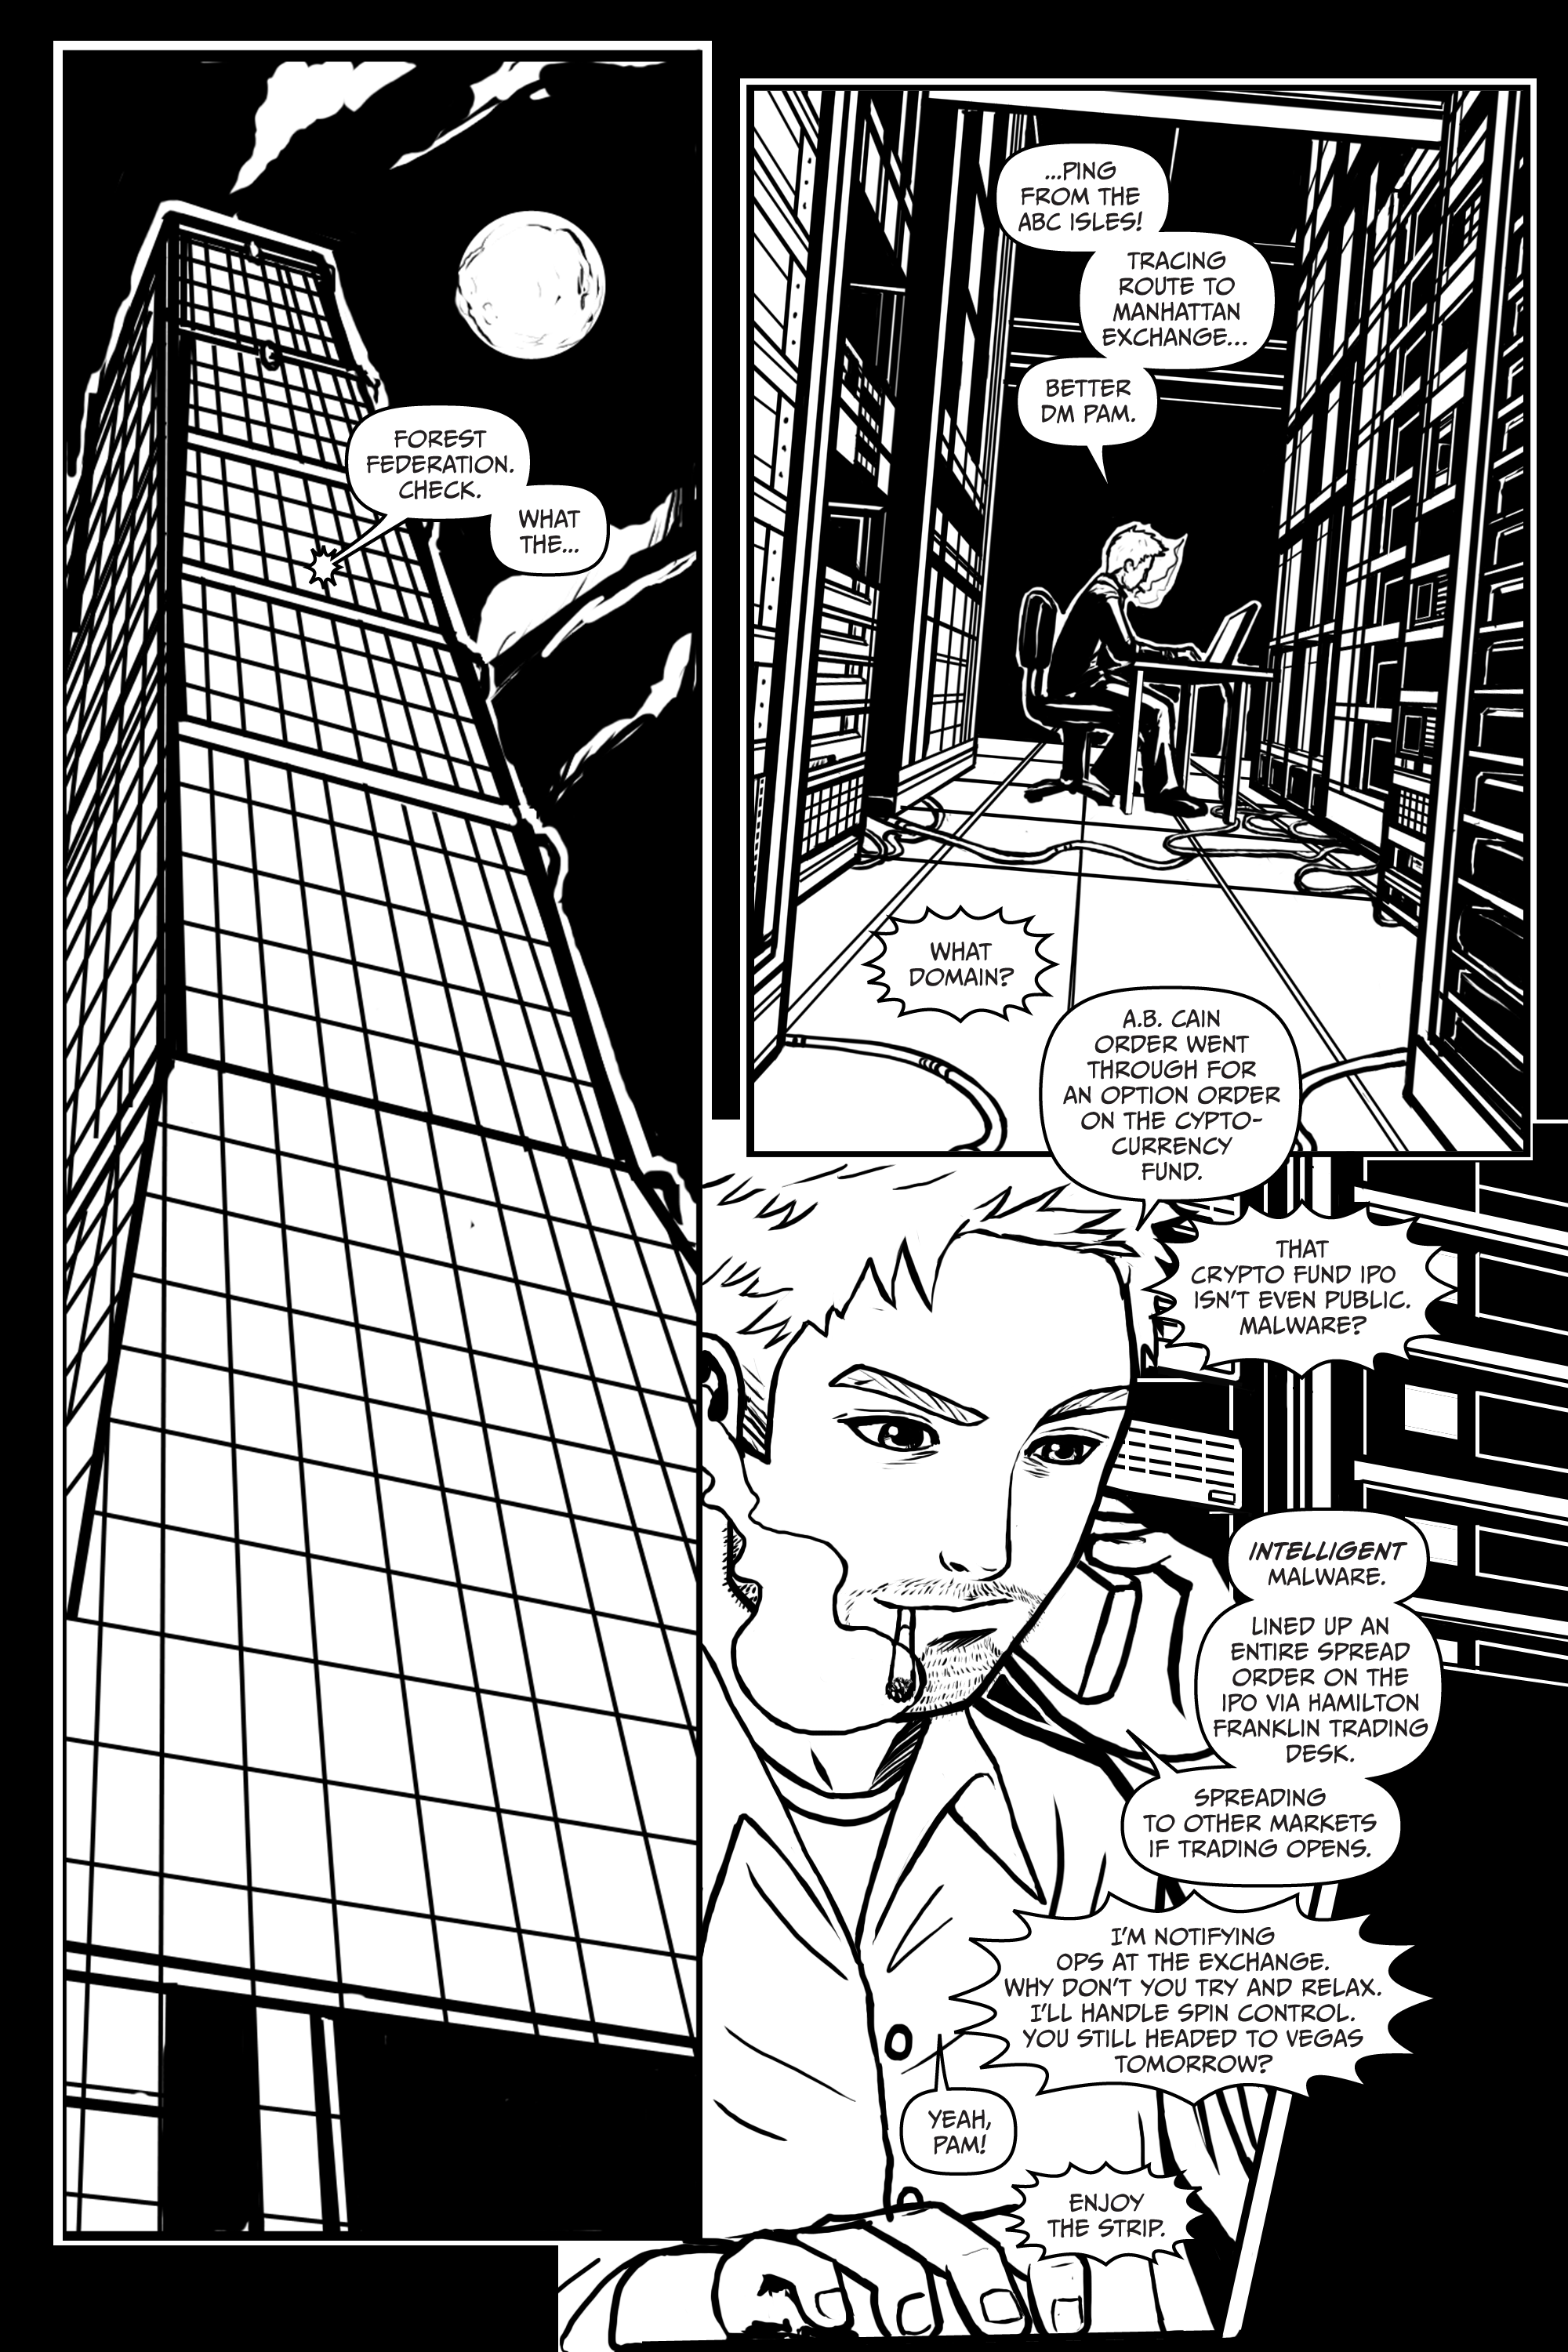 FOREST
FEDERATION.
CHECK.
WHAT
THE...
...PING
FROM THE
ABC ISLES!
TRACING
ROUTE TO
MANHATTAN
EXCHANGE...
BETTER
DM PAM.
WHAT
DOMAIN?
A.B. CAIN
ORDER WENT
THROUGH FOR
AN OPTION ORDER
ON THE CYPTO-
CURRENCY
FUND.
THAT
CRYPTO FUND IPO
ISN'T EVEN PUBLIC.
MALWARE?
INTELLIGENT
MALWARE.
LINED UP AN
ENTIRE SPREAD
ORDER ON THE
IPO VIA HAMILTON
FRANKLIN TRADING
DESK.
SPREADING
TO OTHER MARKETS
IF TRADING OPENS.
I'M NOTIFYING
OPS AT THE EXCHANGE.
WHY DON'T YOU TRY AND RELAX.
I'LL HANDLE SPIN CONTROL.
YOU STILL HEADED TO VEGAS
TOMORROW?
YEAH,
PAM!
ENJOY
THE STRIP.